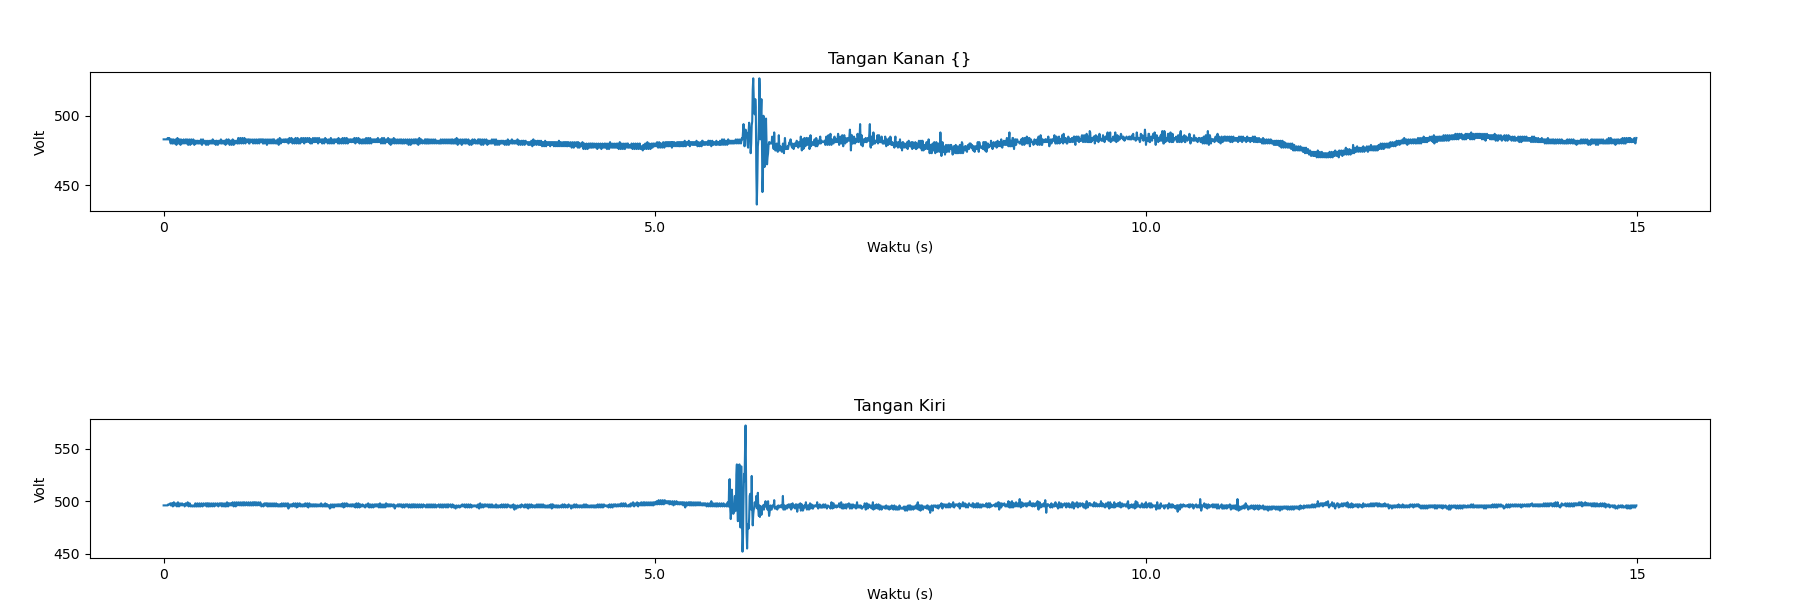 Tangan Kanan {}
Volt
500
450
0 5.0 10.0 15
Waktu (s)
Tangan Kiri
Volt
550
500
450
0 5.0 10.0 15
Waktu (s)